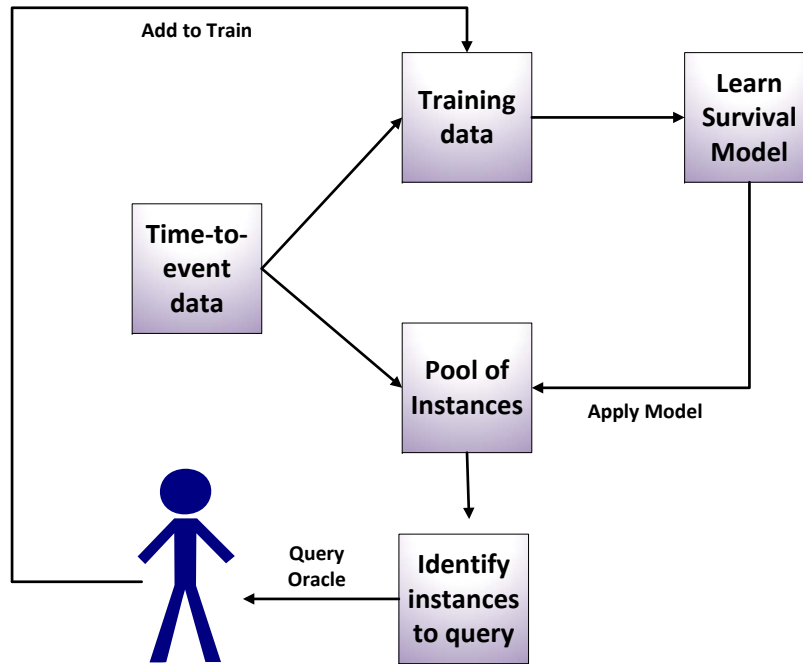 Add to Train
Training
data
Learn
Survival
Model
Time-to-
event
data
Pool of
Instances
Apply Model
Query
Oracle
Identify
instances
to query